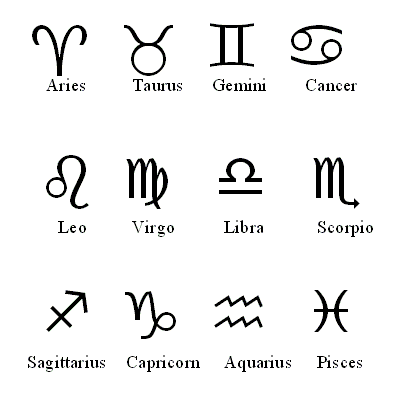 Aries Taurus Gemini Cancer
Leo Virgo Libra Scorpio
Sagittarius Capricorn Aquarius Pisces